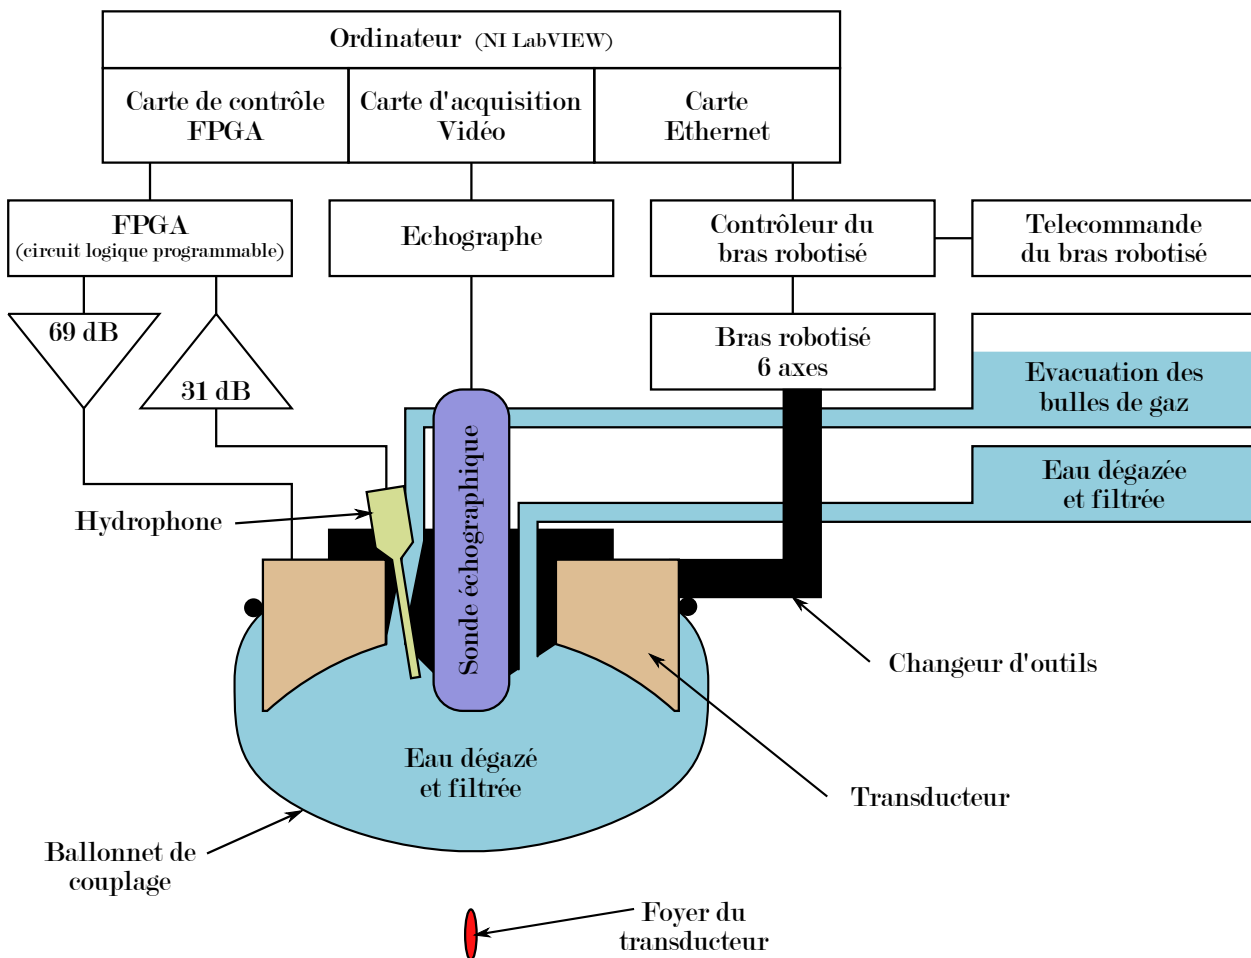 Ordinateur (NI LabVIEW)
Carte de contrôle
FPGA
Carte d'acquisition
Vidéo
Carte
Ethernet
FPGA
(circuit logique programmable)
Echographe
Contrôleur du
bras robotisé
Telecommande
du bras robotisé
69 dB
31 dB
Bras robotisé
6 axes
Evacuation des
bulles de gaz
Eau dégazée
et filtrée
Hydrophone
Sonde échographique
Changeur d'outils
Eau dégazé
et filtrée
Transducteur
Ballonnet de
couplage
Foyer du
transducteur